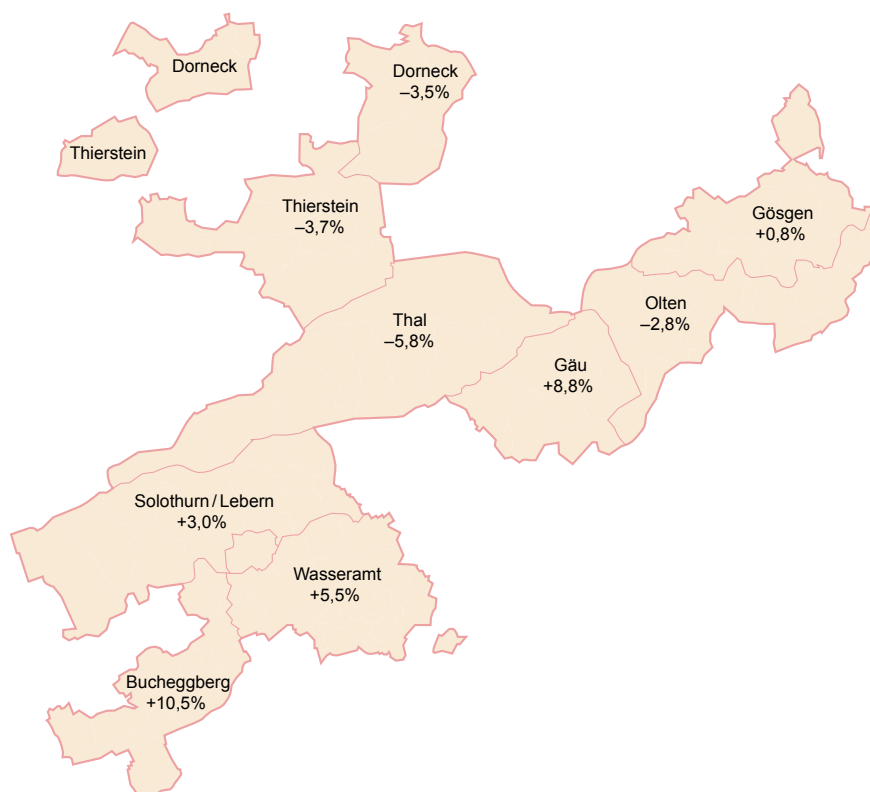 Dorneck
Dorneck
–3,5%
Thierstein
Thierstein
–3,7%
Gösgen
+0,8%
Olten
–2,8%
Thal
–5,8%
Gäu
+8,8%
Solothurn / Lebern
+3,0%
Wasseramt
+5,5%
Bucheggberg
+10,5%